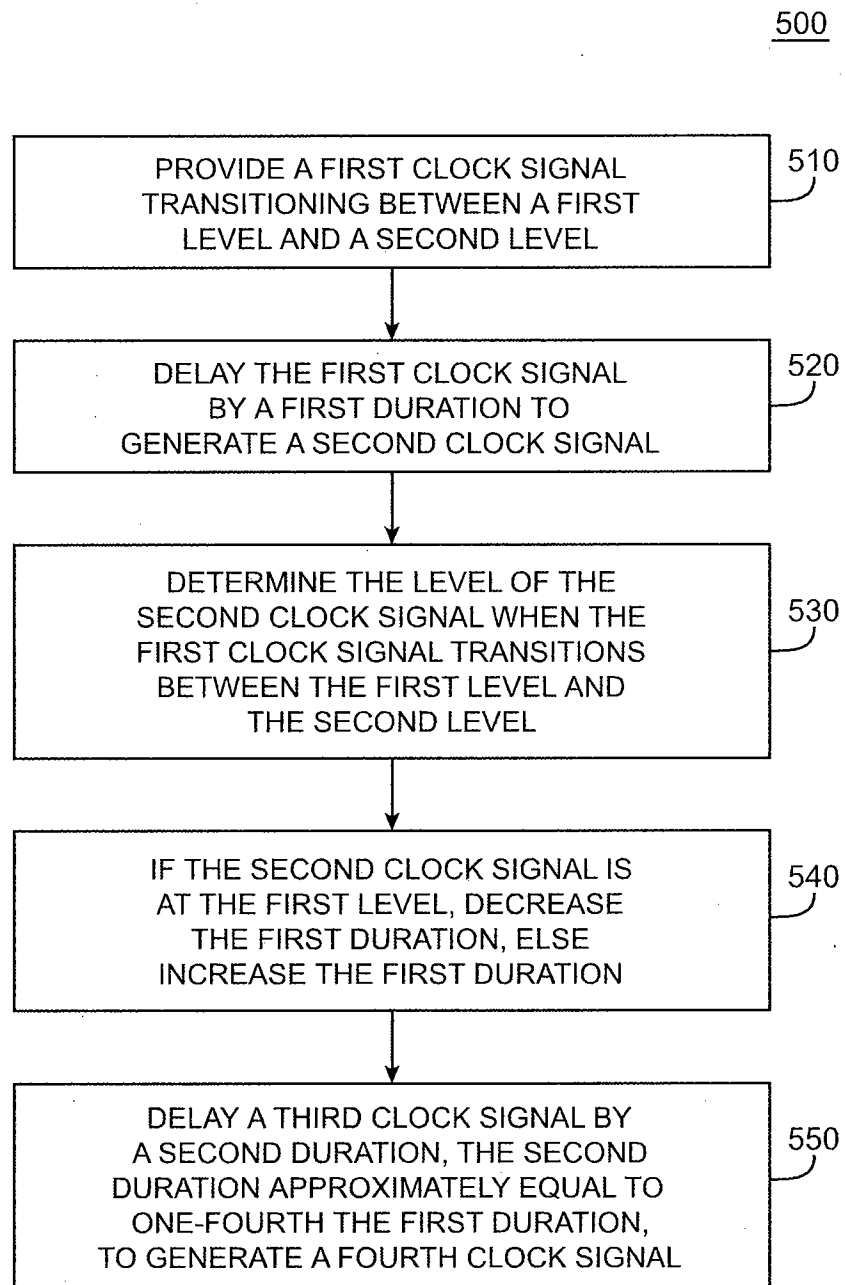 500
PROVIDE A FIRST CLOCK SIGNAL
TRANSITIONING BETWEEN A FIRST
LEVEL AND A SECOND LEVEL
510
DELAY THE FIRST CLOCK SIGNAL
BY A FIRST DURATION TO
GENERATE A SECOND CLOCK SIGNAL
520
DETERMINE THE LEVEL OF THE
SECOND CLOCK SIGNAL WHEN THE
FIRST CLOCK SIGNAL TRANSITIONS
BETWEEN THE FIRST LEVEL AND
THE SECOND LEVEL
530
IF THE SECOND CLOCK SIGNAL IS
AT THE FIRST LEVEL, DECREASE
THE FIRST DURATION, ELSE
INCREASE THE FIRST DURATION
540
DELAY A THIRD CLOCK SIGNAL BY
A SECOND DURATION, THE SECOND
DURATION APPROXIMATELY EQUAL TO
ONE-FOURTH THE FIRST DURATION,
TO GENERATE A FOURTH CLOCK SIGNAL
550